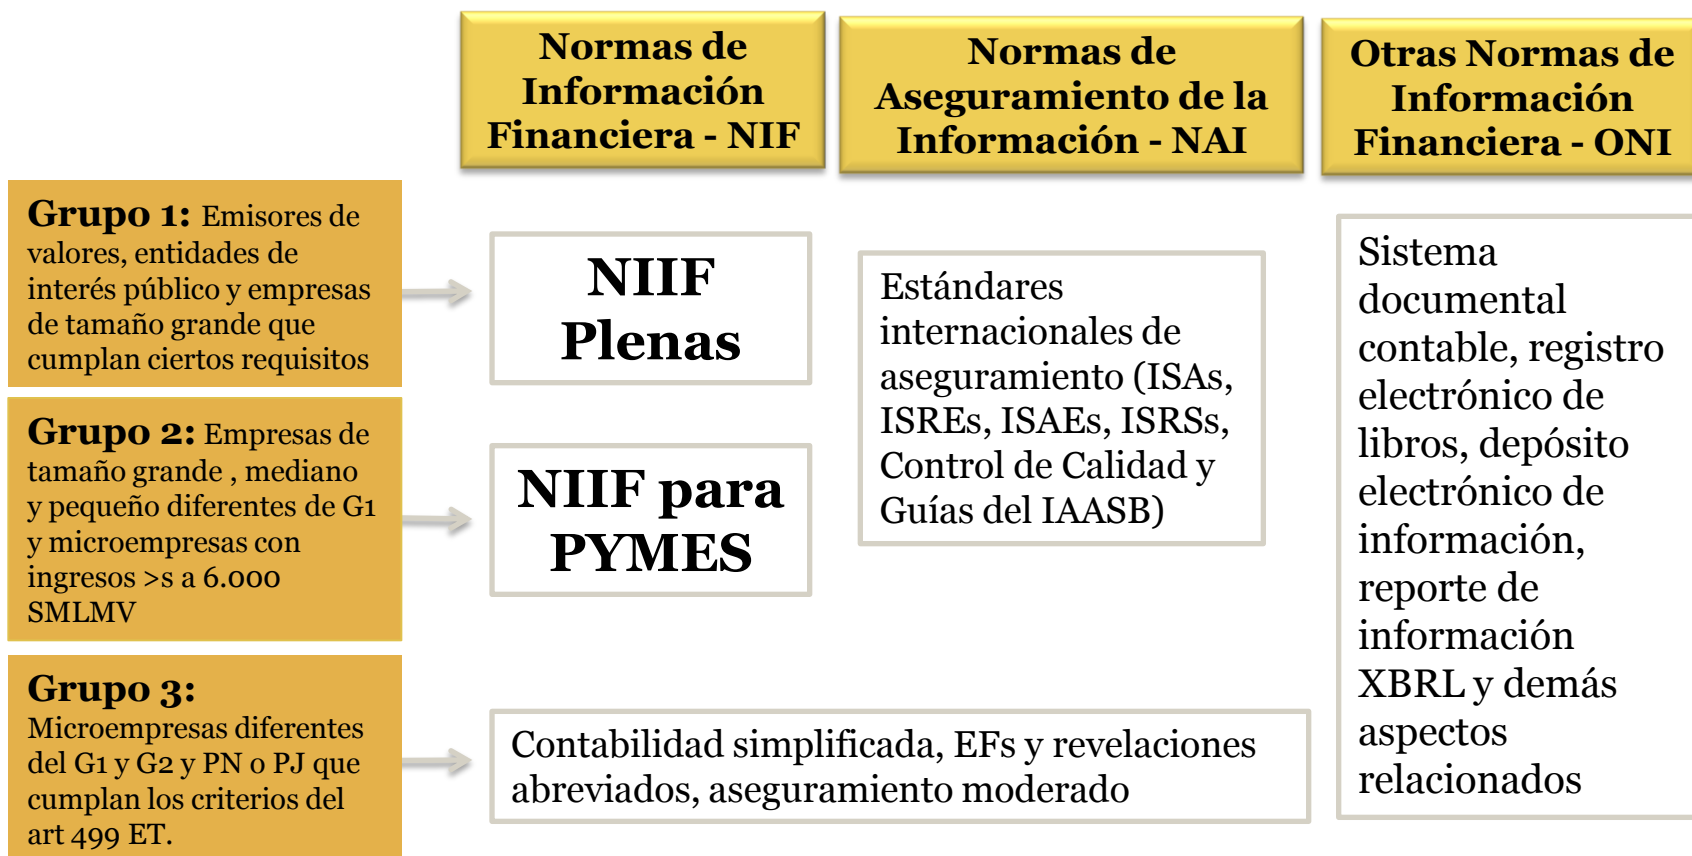 Normas de
Información
Financiera - NIF
Normas de
Aseguramiento de la
Información - NAI
Otras Normas de
Información
Financiera - ONI
Grupo 1: Emisores de
valores, entidades de
interés público y empresas
de tamaño grande que
cumplan ciertos requisitos
NIIF
Plenas
Estándares
internacionales de
aseguramiento (ISAs,
ISREs, ISAEs, ISRSs,
Control de Calidad y
Guías del IAASB)
Sistema
documental
contable, registro
electrónico de
libros, depósito
electrónico de
información,
reporte de
información
XBRL y demás
aspectos
relacionados
Grupo 2: Empresas de
tamaño grande , mediano
y pequeño diferentes de G1
y microempresas con
ingresos >s a 6.000
SMLMV
NIIF para
PYMES
Grupo 3:
Microempresas diferentes
del G1 y G2 y PN o PJ que
cumplan los criterios del
art 499 ET.
Contabilidad simplificada, EFs y revelaciones
abreviados, aseguramiento moderado